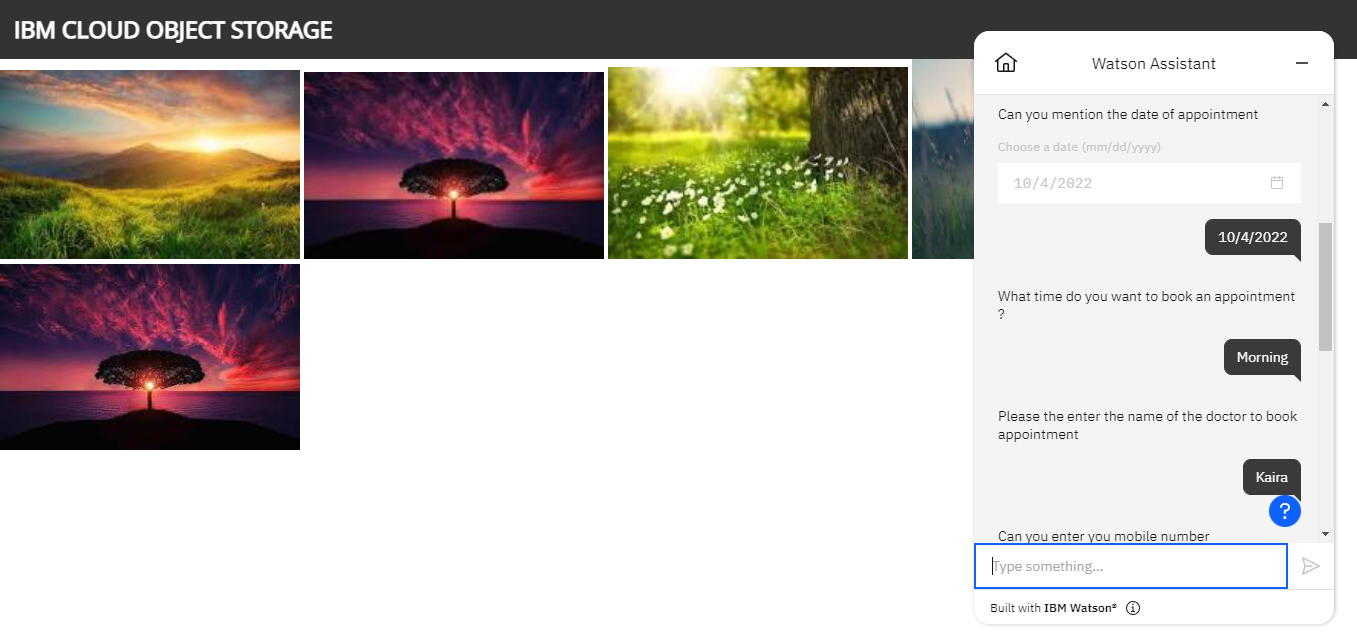 IBM CLOUD OBJECT STORAGE
Watson Assistant
Can you mention the date of appointment
Choose a date (mm/dd/yyyy)
10/4/2022
10/4/2022
What time do you want to book an appointment
?
Morning
Please the enter the name of the doctor to book
appointment
Kaira
?
Can you enter you mobile number
Type something...
Built with IBM Watson®